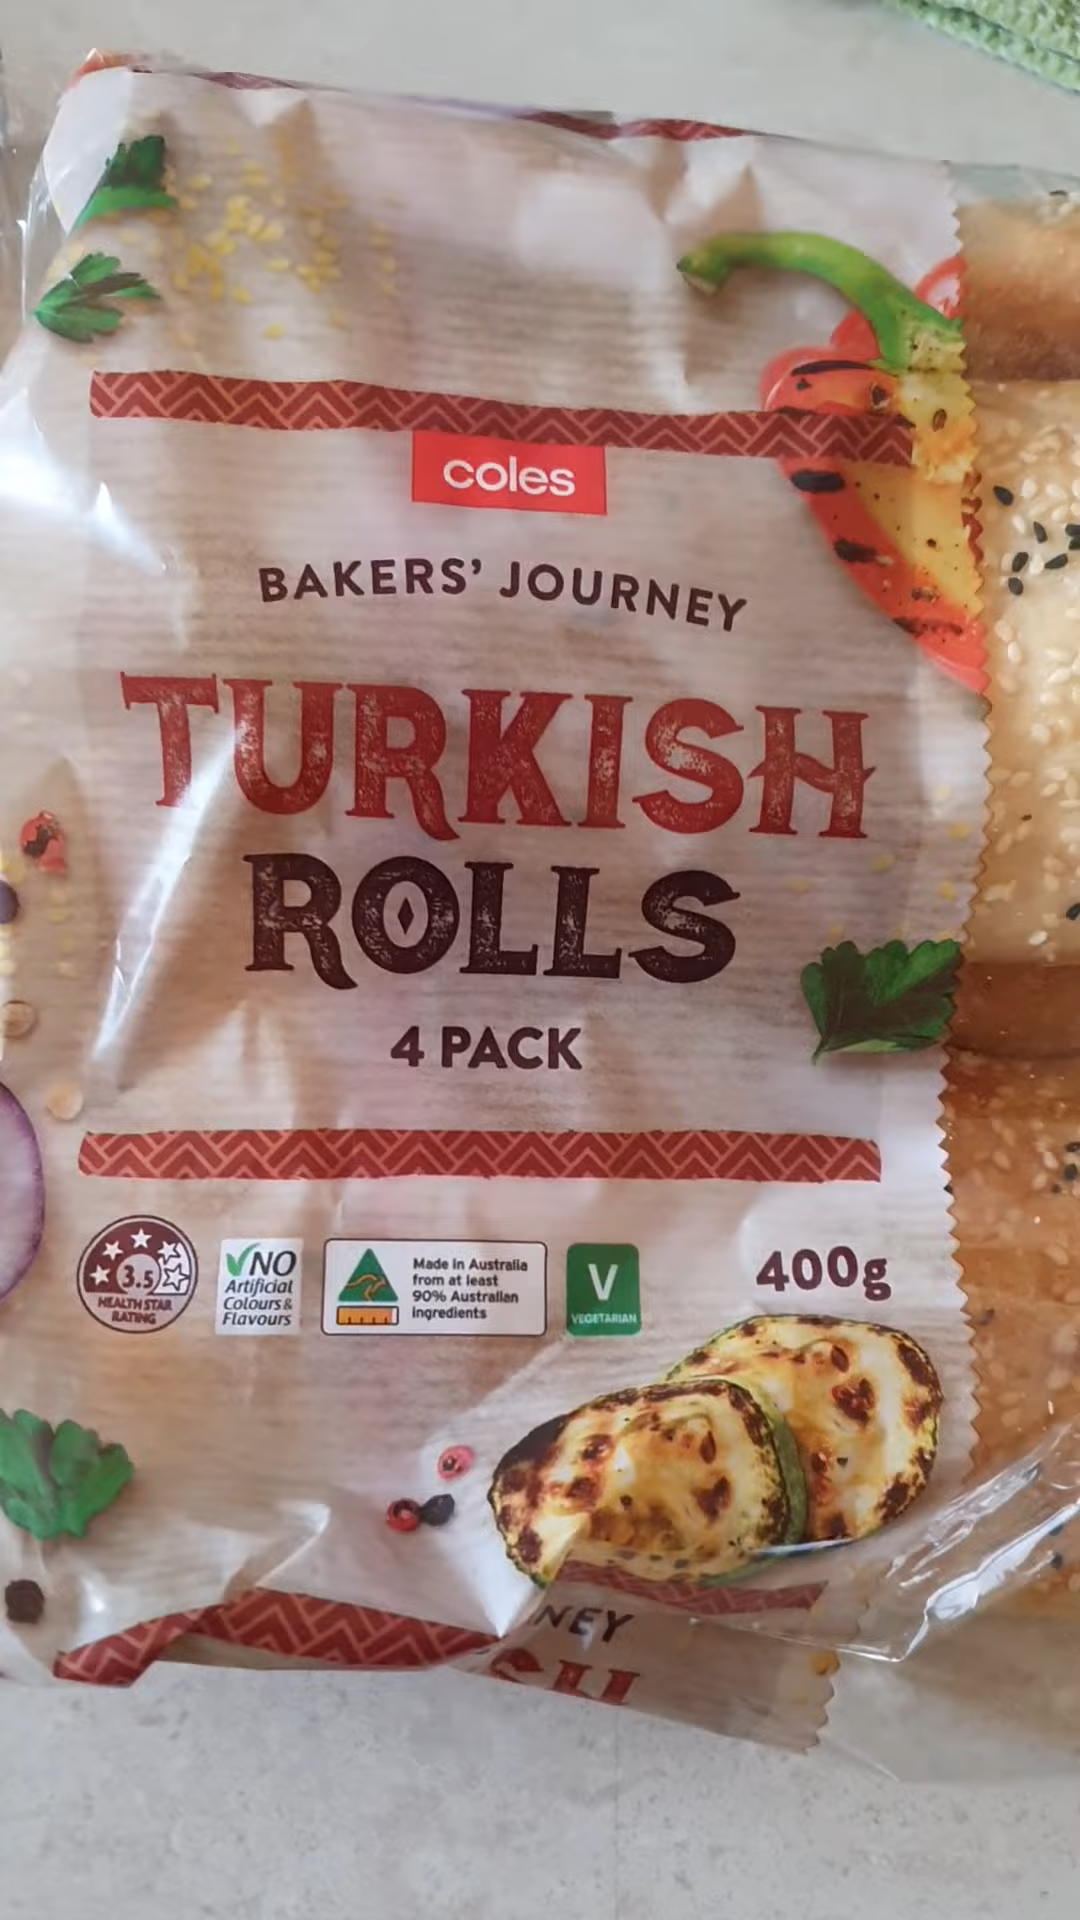 coles
BAKERS' JOURNEY
TURKISH
ROLLS
4 PACK
3.5
HEALTH STAR
RATING
NO
Artificial
Colours &
Flavours
Made in Australia
from at least
90% Australian
ingredients
V
VEGETARIAN
400g
NEY
SH